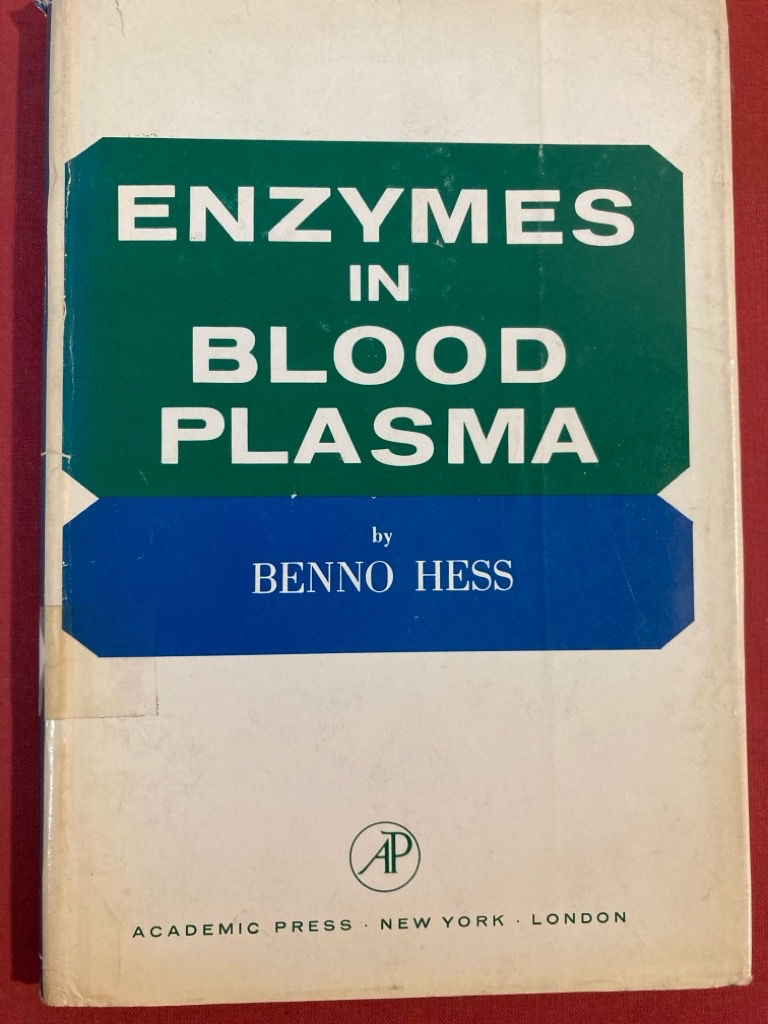 ENZYMES
IN
BLOOD
PLASMA
by
BENNO HESS
AP
ACADEMIC PRESS · NEW YORK · LONDON